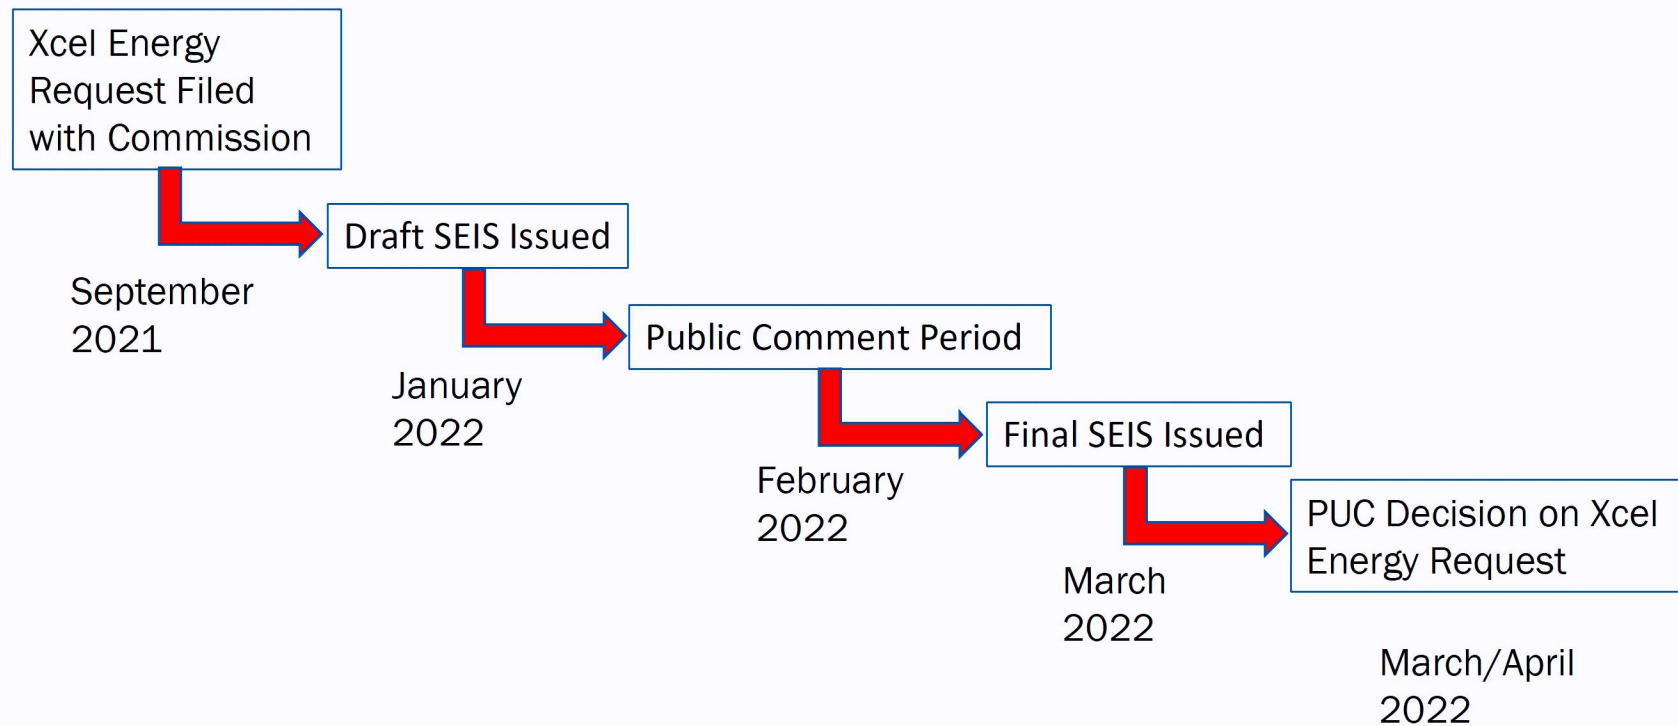 Xcel Energy
Request Filed
with Commission
September
2021
Draft SEIS Issued
January
2022
Public Comment Period
February
2022
Final SEIS Issued
March
2022
PUC Decision on Xcel
Energy Request
March/April
2022